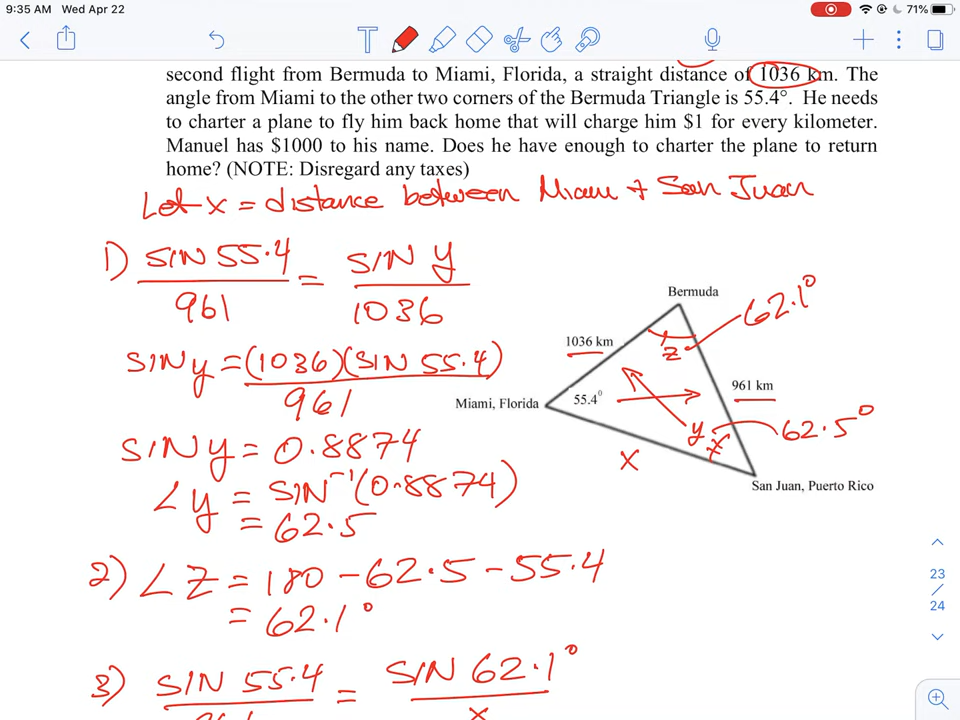 9:35 AM Wed Apr 22
71%
second flight from Bermuda to Miami, Florida, a straight distance of 1036 km. The
angle from Miami to the other two corners of the Bermuda Triangle is 55.4°. He needs
to charter a plane to fly him back home that will charge him $1 for every kilometer.
Manuel has $1000 to his name. Does he have enough to charter the plane to return
home? (NOTE: Disregard any taxes)
Let x = distance between Miami + San Juan
1) SIN 55.4 / 961 = SIN y / 1036
SIN y = (1036)(SIN 55.4) / 961
SIN y = 0.8874
∠y = SIN⁻¹(0.8874)
= 62.5
2) ∠Z = 180 - 62.5 - 55.4
= 62.1°
3) SIN 55.4 / 961 = SIN 62.1° / x
Bermuda
62.1°
1036 km
Z
961 km
Miami, Florida
55.4°
y
62.5°
X
San Juan, Puerto Rico
23
/
24